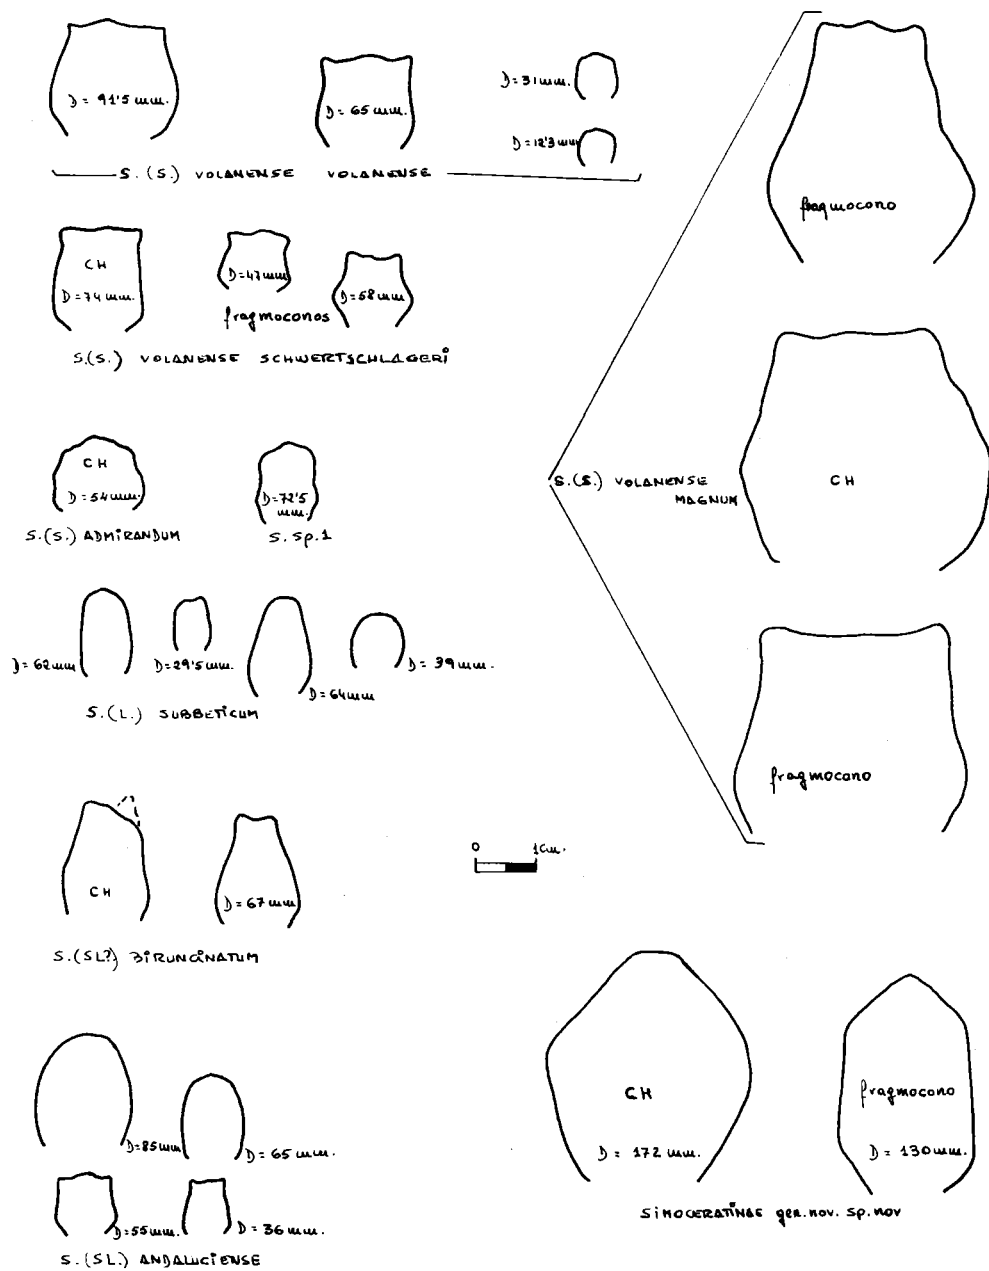 D = 91'5 mm.
D = 65 mm.
D = 31 mm.
D = 12'3 mm
S. (S.) VOLANENSE VOLANENSE
fragmocono
CH
D = 74 mm.
D = 47 mm.
D = 58 mm.
fragmoconos
S.(S.) VOLANENSE SCHWERTSCHLAGERI
CH
D = 54 mm.
D = 72'5
mm.
S.(S.) ADMIRANDUM
S. Sp. 1
S.(S.) VOLANENSE
MAGNUM
CH
D = 62 mm
D = 29'5 mm.
D = 64 mm
D = 39 mm.
S.(L.) SUBBETICUM
fragmocono
CH
D = 67 mm.
S.(SL?) BIRUNCINATUM
0 1 cm.
D = 85 mm
D = 65 mm.
D = 55 mm.
D = 36 mm.
S.(SL.) ANDALUCIENSE
CH
D = 172 mm.
fragmocono
D = 130 mm.
SIMOCERATINAE gen. nov. sp. nov